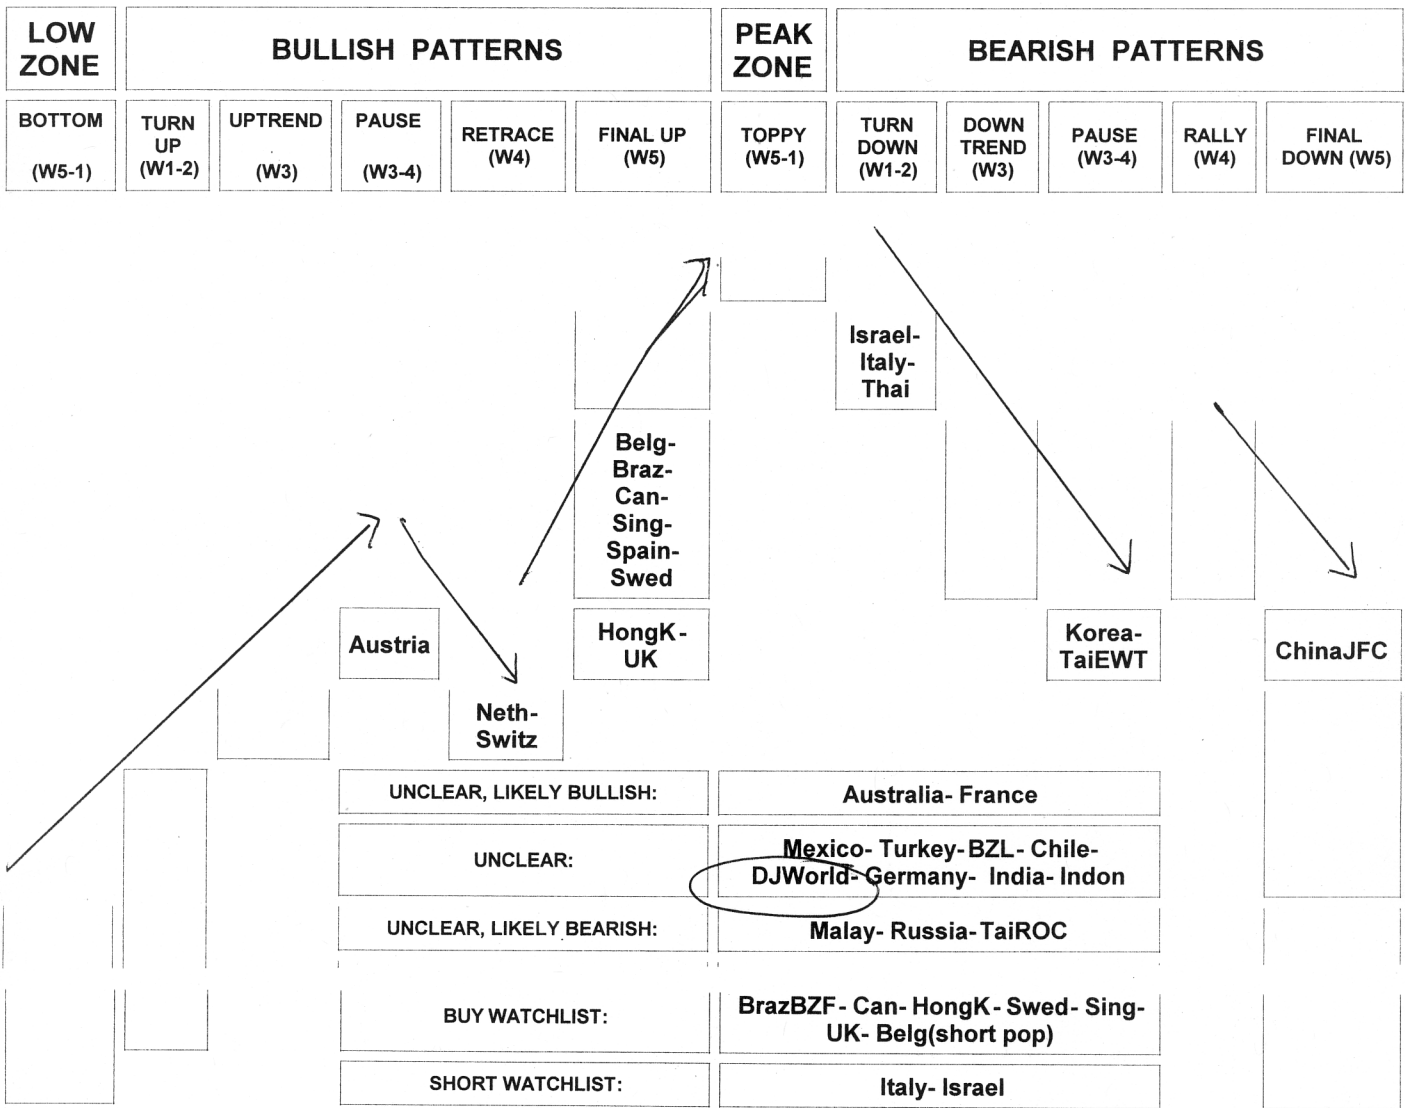 LOW
ZONE
BULLISH PATTERNS
PEAK
ZONE
BEARISH PATTERNS
BOTTOM
(W5-1)
TURN
UP
(W1-2)
UPTREND
(W3)
PAUSE
(W3-4)
RETRACE
(W4)
FINAL UP
(W5)
TOPPY
(W5-1)
TURN
DOWN
(W1-2)
DOWN
TREND
(W3)
PAUSE
(W3-4)
RALLY
(W4)
FINAL
DOWN (W5)
Israel-
Italy-
Thai
Belg-
Braz-
Can-
Sing-
Spain-
Swed
Austria
HongK-
UK
Korea-
TaiEWT
ChinaJFC
Neth-
Switz
UNCLEAR, LIKELY BULLISH:
Australia- France
UNCLEAR:
Mexico- Turkey- BZL- Chile-
DJWorld- Germany- India- Indon
UNCLEAR, LIKELY BEARISH:
Malay- Russia- TaiROC
BUY WATCHLIST:
BrazBZF- Can- HongK- Swed- Sing-
UK- Belg(short pop)
SHORT WATCHLIST:
Italy- Israel